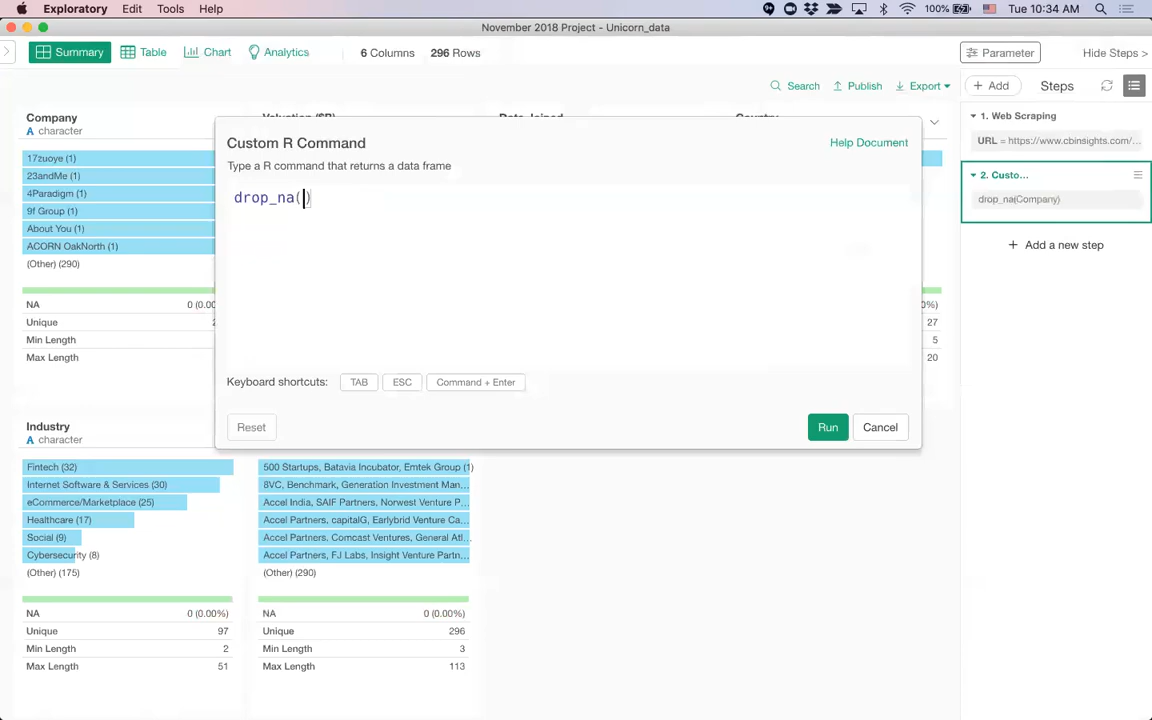 Exploratory Edit Tools Help 100% Tue 10:34 AM
November 2018 Project - Unicorn_data
Summary Table Chart Analytics 6 Columns 296 Rows Parameter Hide Steps >
Search Publish Export + Add Steps
Company
A character
17zuoye (1)
23andMe (1)
4Paradigm (1)
9f Group (1)
About You (1)
ACORN OakNorth (1)
(Other) (290)
NA 0 (0.00
Unique
Min Length
Max Length
Valuation ($B)
Date Joined
Country
Custom R Command
Help Document
Type a R command that returns a data frame
drop_na()
Keyboard shortcuts: TAB ESC Command + Enter
Reset Run Cancel
0%)
27
5
20
Industry
A character
Fintech (32)
Internet Software & Services (30)
eCommerce/Marketplace (25)
Healthcare (17)
Social (9)
Cybersecurity (8)
(Other) (175)
NA 0 (0.00%)
Unique 97
Min Length 2
Max Length 51
500 Startups, Batavia Incubator, Emtek Group (1)
8VC, Benchmark, Generation Investment Man...
Accel India, SAIF Partners, Norwest Venture P...
Accel Partners, capitalG, Earlybird Venture Ca...
Accel Partners. Comcast Ventures, General Atl...
Accel Partners, FJ Labs, Insight Venture Partn...
(Other) (290)
NA 0 (0.00%)
Unique 296
Min Length 3
Max Length 113
1. Web Scraping
URL = https://www.cbinsights.com/...
2. Custo...
drop_na(Company)
+ Add a new step